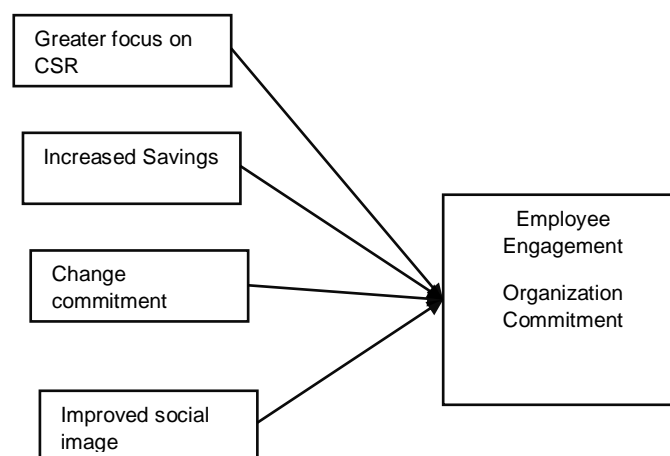 Greater focus on
CSR
Increased Savings
Change
commitment
Improved social
image
Employee
Engagement
Organization
Commitment